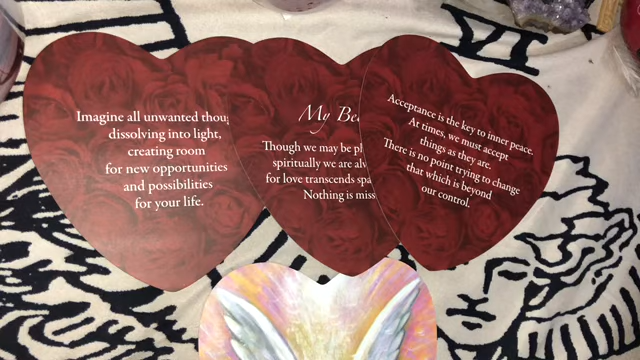 VI
Imagine all unwanted
dissolving into light,
creating room
for new opportunities
and possibilities
for your life.
My
Though we may be
spiritually we are
for love transcends
Nothing is
Acceptance is the key to inner peace.
At times, we must accept
things as they are.
There is no point trying to change
that which is beyond
our control.